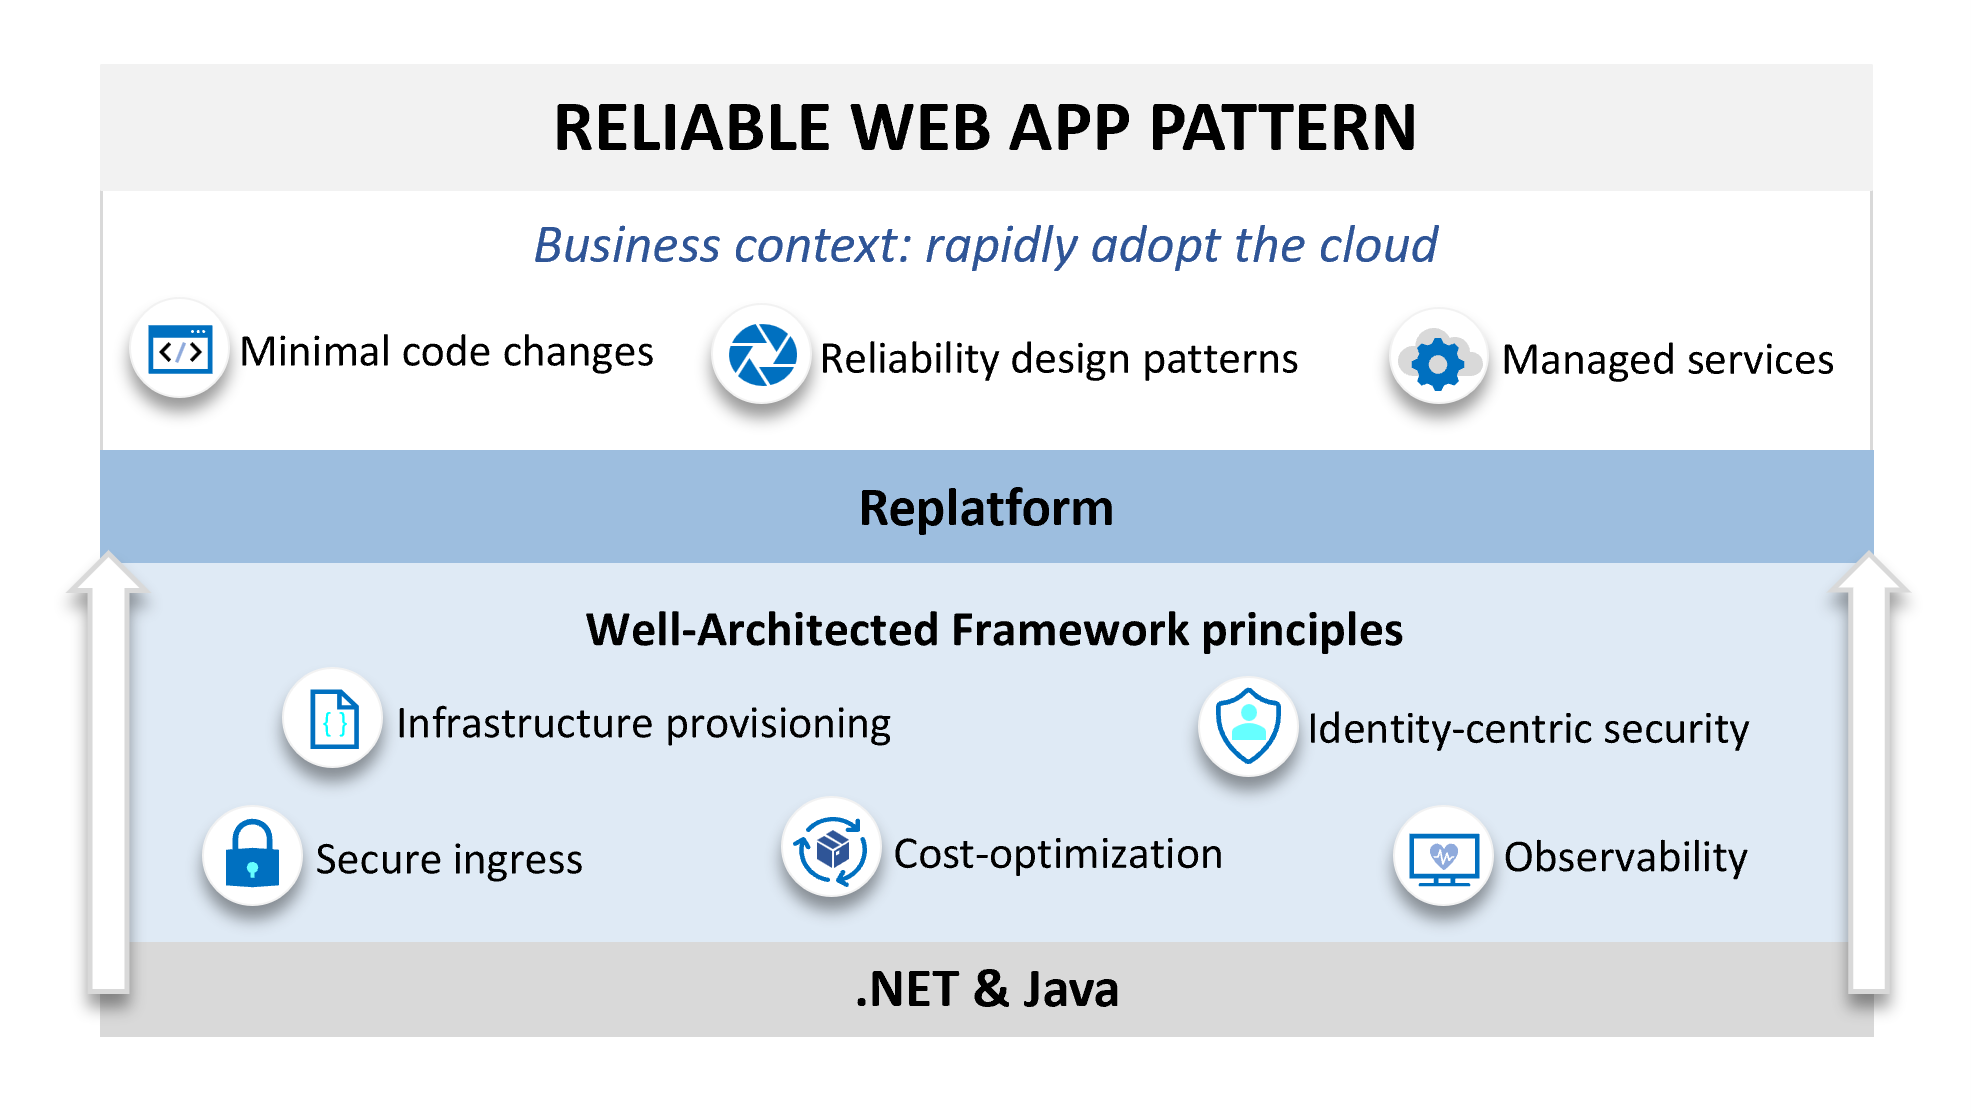 RELIABLE WEB APP PATTERN
Business context: rapidly adopt the cloud
Minimal code changes
Reliability design patterns
Managed services
Replatform
Well-Architected Framework principles
Infrastructure provisioning
Identity-centric security
Secure ingress
Cost-optimization
Observability
.NET & Java